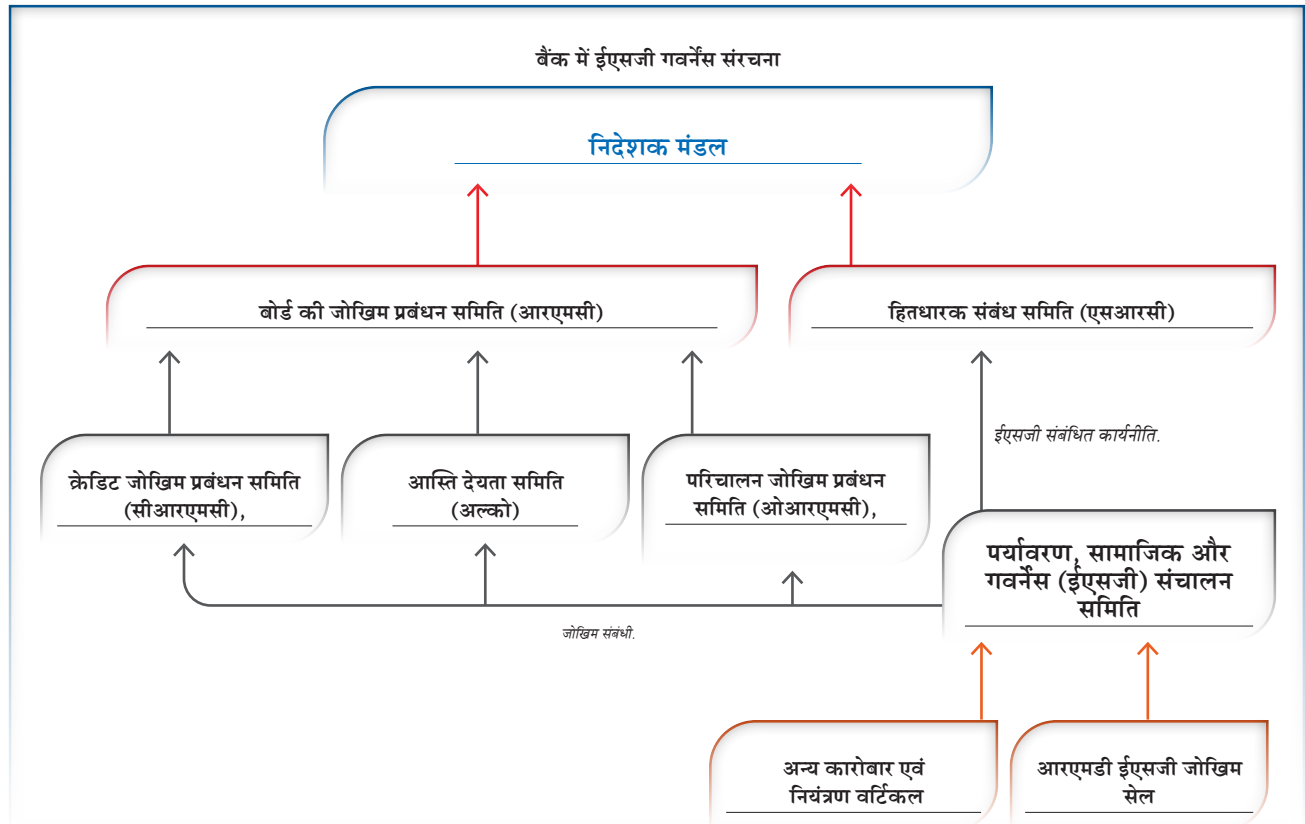 बैंक में ईएसजी गवर्नेंस संरचना
निदेशक मंडल
बोर्ड की जोखिम प्रबंधन समिति (आरएमसी)
हितधारक संबंध समिति (एसआरसी)
ईएसजी संबंधित कार्यनीति.
क्रेडिट जोखिम प्रबंधन समिति
(सीआरएमसी),
आस्ति देयता समिति
(अल्को)
परिचालन जोखिम प्रबंधन
समिति (ओआरएमसी),
पर्यावरण, सामाजिक और
गवर्नेंस (ईएसजी) संचालन
समिति
जोखिम संबंधी.
अन्य कारोबार एवं
नियंत्रण वर्टिकल
आरएमडी ईएसजी जोखिम
सेल